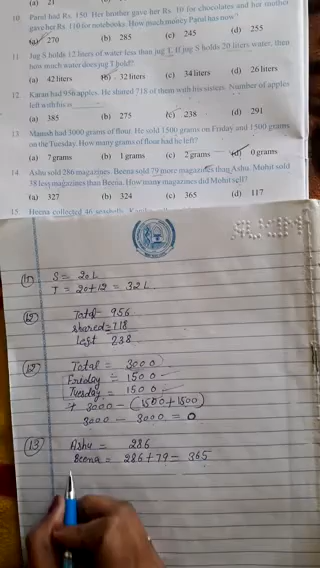 (a) 21
10 Parul had Rs. 150. Her brother gave her Rs. 10 for chocolates and her mother
gave her Rs. 110 for notebooks. How much money Parul has now?
(a) 270 (b) 285 (c) 245 (d) 255
11 Jug S holds 12 liters of water less than jug T. If jug S holds 20 liters water, then
how much water does jug T hold?
(a) 42 liters (b) 32 liters (c) 34 liters (d) 26 liters
12 Karan had 956 apples. He shared 718 of them with his sisters. Number of apples
left with his is
(a) 385 (b) 275 (c) 238 (d) 291
13 Manish had 3000 grams of flour. He sold 1500 grams on Friday and 1500 grams
on the Tuesday. How many grams of flour had he left?
(a) 7 grams (b) 1 grams (c) 2 grams (d) 0 grams
14 Ashu sold 286 magazines. Beena sold 79 more magazines than Ashu. Mohit sold
38 less magazines than Beena. How many magazines did Mohit sell?
(a) 327 (b) 324 (c) 365 (d) 117
15 Heena collected 46 seashells.
S = 20 L
T = 20+12 = 32 L
Total = 956
shared = 718
Left 238
(12) Total = 3000
Friday = 1500
Tuesday = 1500
3000 - (1500+1500)
3000 - 3000 = 0
(13) Ashu = 286
Beena = 286+79 - 365